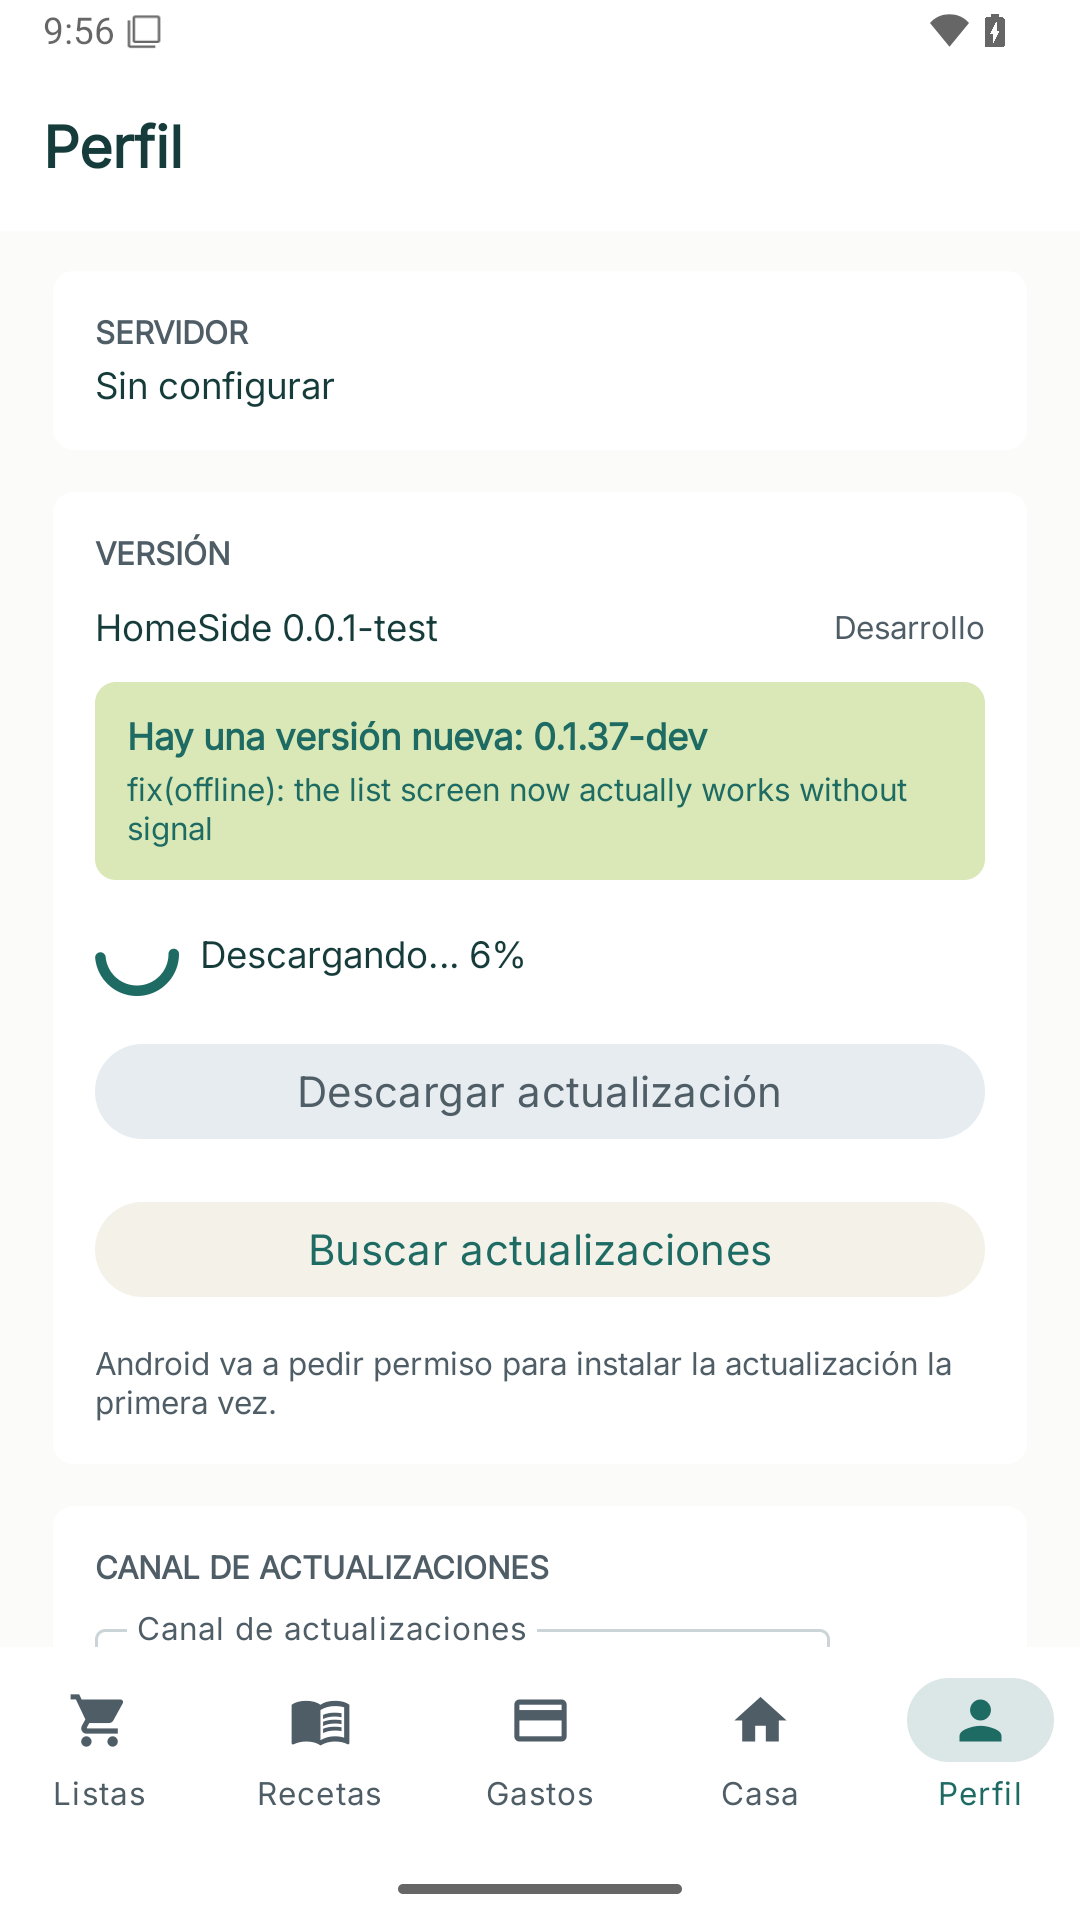 9:56
Perfil
SERVIDOR
Sin configurar
VERSIÓN
HomeSide 0.0.1-test
Desarrollo
Hay una versión nueva: 0.1.37-dev
fix(offline): the list screen now actually works without
signal
Descargando... 6%
Descargar actualización
Buscar actualizaciones
Android va a pedir permiso para instalar la actualización la
primera vez.
CANAL DE ACTUALIZACIONES
Canal de actualizaciones
Listas
Recetas
Gastos
Casa
Perfil